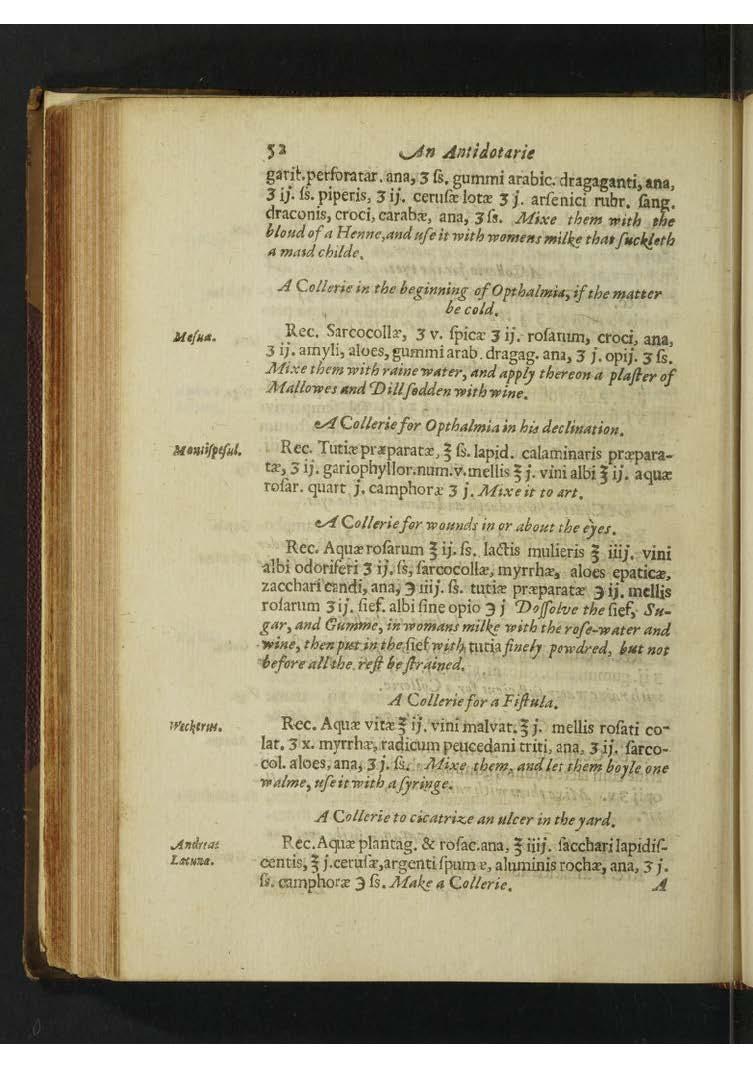 52 An Antidotarie
garit. perforatar. ana, ʒ ſs. gummi arabic. dragaganti, ana,
ʒ ij. ſs. piperis, ʒ ij. ceruſæ lotæ ʒ j. arſenici rubr. ſang.
draconis, croci, carabæ, ana, ʒ ſs. Mixe them with the
bloud of a Henne, and uſe it with womens milke that ſuckleth
a maid childe.
A Collerie in the beginning of Opthalmia, if the matter
be cold.
Meſua.
Rec. Sarcocollæ, ʒ v. ſpicæ ʒ ij. roſarum, croci, ana,
ʒ ij. amyli, aloes, gummi arab. dragag. ana, ʒ j. opij. ʒ ſs.
Mixe them with raine water, and apply thereon a plaſter of
Mallowes and Dill ſodden with wine.
A Collerie for Opthalmia in his declination.
Montiſpeſul.
Rec. Tutiæ præparatæ, ℥ ſs. lapid. calaminaris præpara-
tæ, ʒ ij. gariophyllor. num. v. mellis ℥ j. vini albi ℥ ij. aquæ
roſar. quart j. camphoræ ʒ j. Mixe it to art.
A Collerie for wounds in or about the eyes.
Rec. Aquæ roſarum ℥ ij. ſs. lactis mulieris ℥ iiij. vini
albi odoriferi ʒ ij. ſs, ſarcocollæ, myrrhæ, aloes epaticæ,
zacchari candi, ana, ℈ iiij. ſs. tutiæ præparatæ ℈ ij. mellis
roſarum ʒ ij. ſief. albi ſine opio ℈ j Doſſolve the ſief, Su-
gar, and Gumme, in womans milke with the roſe-water and
wine, then put in the ſief with tutia finely powdred, but not
before all the reſt be ſtrained.
A Collerie for a Fiſtula.
Weckerus.
Rec. Aquæ vitæ ℥ ij. vini malvat. ℥ j. mellis roſati co-
lat. ʒ x. myrrhæ, radicum peucedani triti, ana, ʒ ij. ſarco-
col. aloes, ana, ʒ j. ſs. Mixe them, and let them boyle one
walme, uſe it with a ſyringe.
A Collerie to cicatrize an ulcer in the yard.
Andreas
Lacuna.
Rec. Aquæ plantag. & roſac. ana, ℥ iiij. ſacchari lapidiſ-
centis, ℥ j. ceruſæ, argenti ſpumæ, aluminis rochæ, ana, ʒ j.
ſs. camphoræ ℈ ſs. Make a Collerie.
A